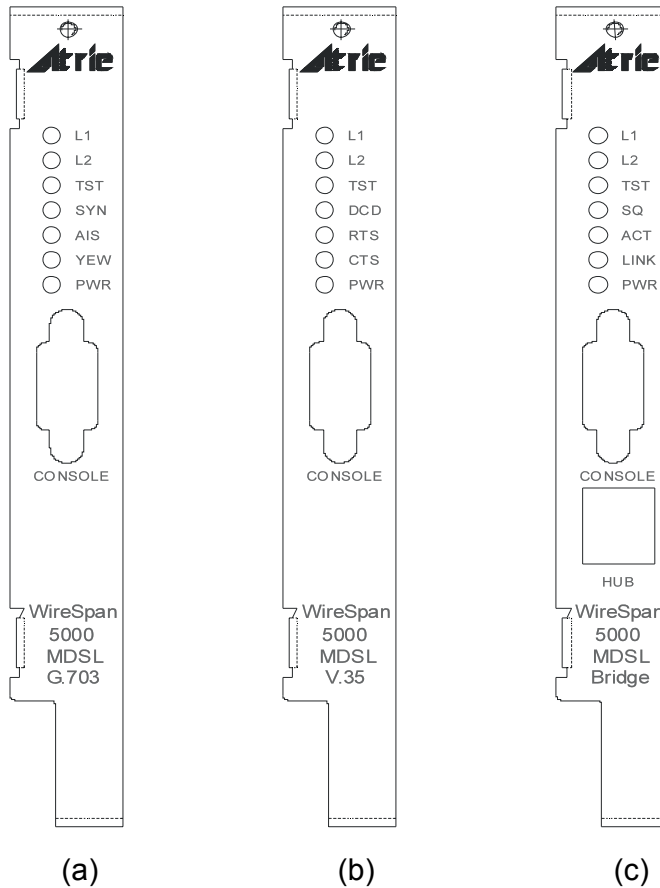 Atrie
L1
L2
TST
SYN
AIS
YEW
PWR
CONSOLE
WireSpan
5000
MDSL
G.703
(a)
Atrie
L1
L2
TST
DCD
RTS
CTS
PWR
CONSOLE
WireSpan
5000
MDSL
V.35
(b)
Atrie
L1
L2
TST
SQ
ACT
LINK
PWR
CONSOLE
HUB
WireSpan
5000
MDSL
Bridge
(c)